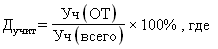 Дучит = Уч(ОТ) / Уч(всего) × 100% , где